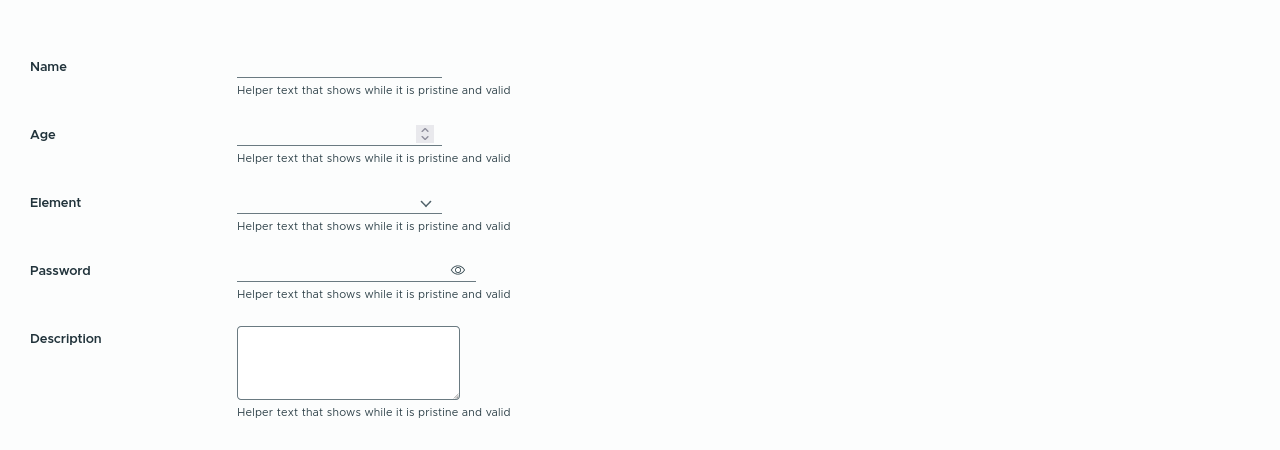 Name
Helper text that shows while it is pristine and valid
Age
Helper text that shows while it is pristine and valid
Element
Helper text that shows while it is pristine and valid
Password
Helper text that shows while it is pristine and valid
Description
Helper text that shows while it is pristine and valid